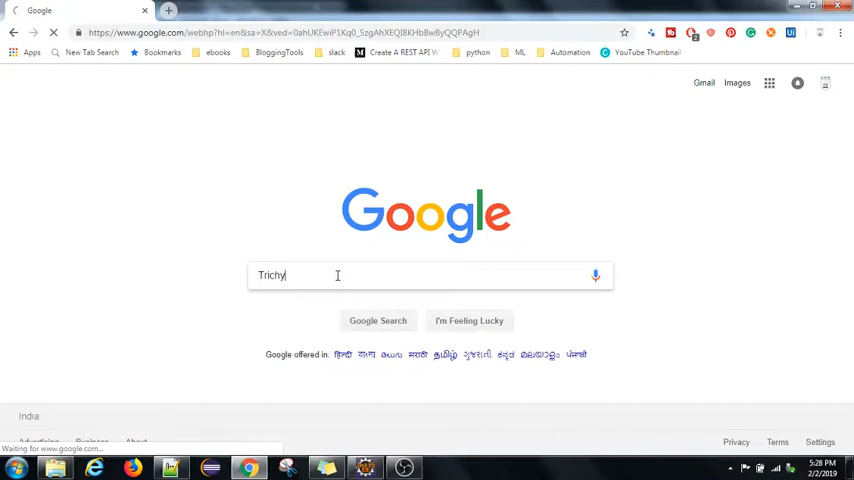 Google
https://www.google.com/webhp?hl=en&sa=X&ved=0ahUKEwiP1Kq0_5zgAhXEQI8KHbBwByQQPAgH
Apps New Tab Search Bookmarks ebooks BloggingTools slack Create A REST API W python ML Automation YouTube Thumbnail
Gmail Images
Google
Trichy
Google Search I'm Feeling Lucky
Google offered in: हिन्दी বাংলা తెలుగు मराठी தமிழ் ગુજરાતી ಕನ್ನಡ മലയാളം ਪੰਜਾਬੀ
India
Advertising Business About Privacy Terms Settings
Waiting for www.google.com...
5:28 PM
2/2/2019